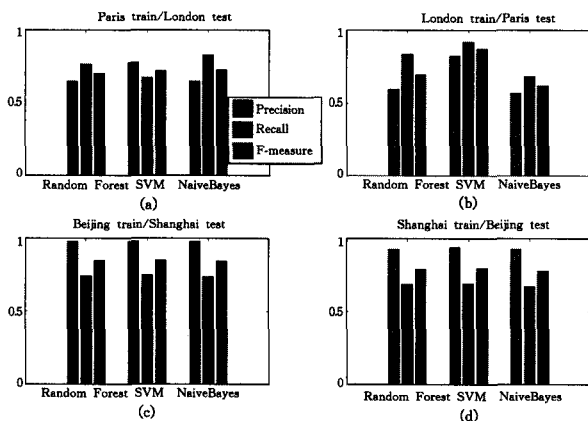 Paris train/London test
1
0.5
0
Random Forest SVM NaiveBayes
(a)
Precision
Recall
F-measure
London train/Paris test
1
0.5
0
Random Forest SVM NaiveBayes
(b)
Beijing train/Shanghai test
1
0.5
0
Random Forest SVM NaiveBayes
(c)
Shanghai train/Beijing test
1
0.5
0
Random Forest SVM NaiveBayes
(d)